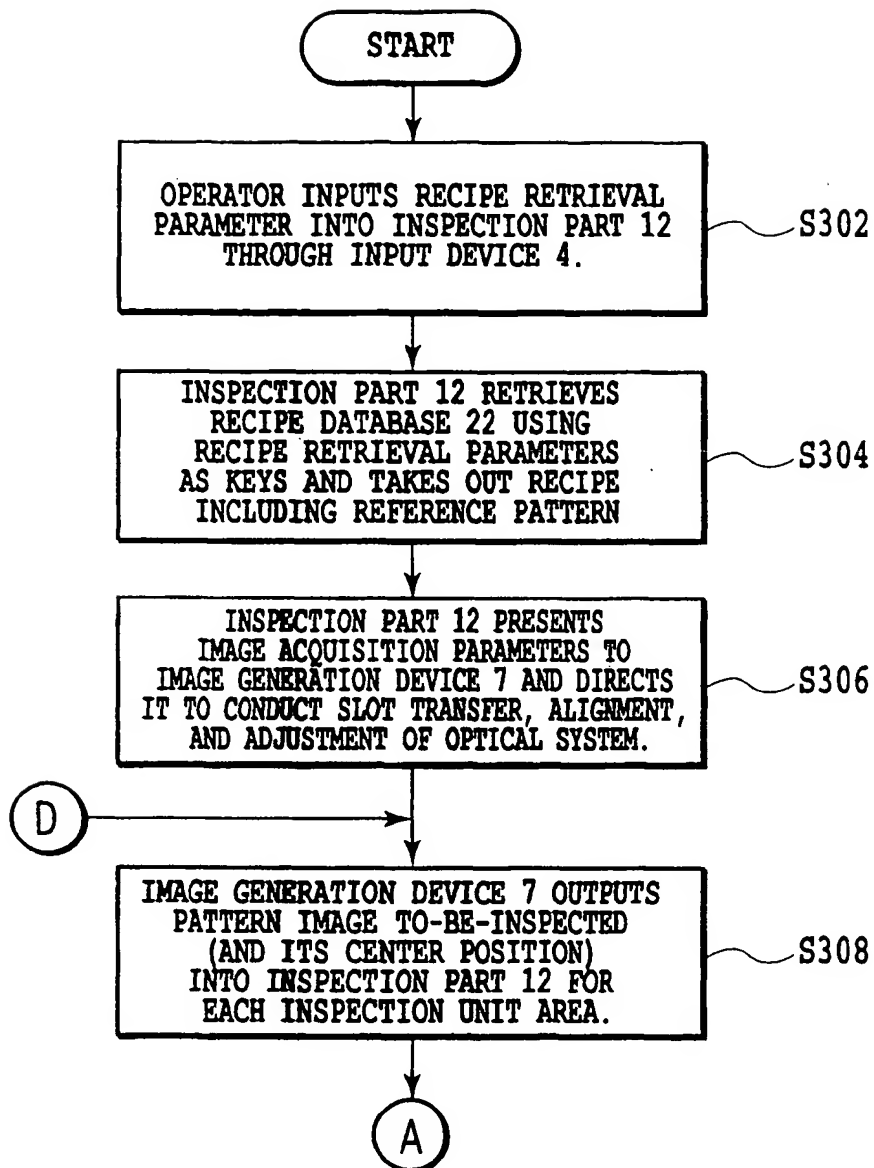 START
OPERATOR INPUTS RECIPE RETRIEVAL
PARAMETER INTO INSPECTION PART 12
THROUGH INPUT DEVICE 4.
S302
INSPECTION PART 12 RETRIEVES
RECIPE DATABASE 22 USING
RECIPE RETRIEVAL PARAMETERS
AS KEYS AND TAKES OUT RECIPE
INCLUDING REFERENCE PATTERN
S304
INSPECTION PART 12 PRESENTS
IMAGE ACQUISITION PARAMETERS TO
IMAGE GENERATION DEVICE 7 AND DIRECTS
IT TO CONDUCT SLOT TRANSFER, ALIGNMENT,
AND ADJUSTMENT OF OPTICAL SYSTEM.
S306
D
IMAGE GENERATION DEVICE 7 OUTPUTS
PATTERN IMAGE TO-BE-INSPECTED
(AND ITS CENTER POSITION)
INTO INSPECTION PART 12 FOR
EACH INSPECTION UNIT AREA.
S308
A